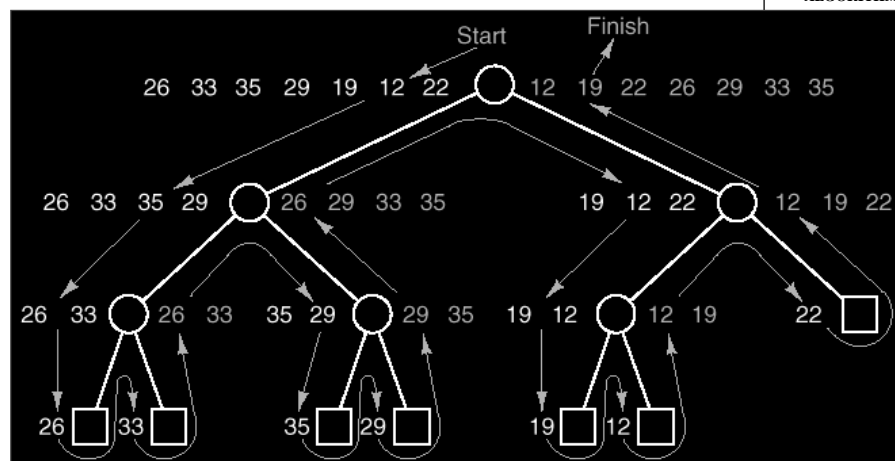 Start
Finish
26 33 35 29 19 12 22 12 19 22 26 29 33 35
26 33 35 29 26 29 33 35 19 12 22 12 19 22
26 33 26 33 35 29 29 35 19 12 12 19 22
26 33 35 29 19 12